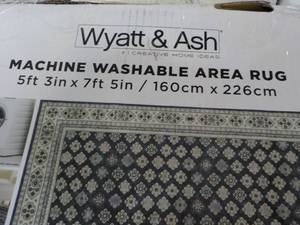 Wyatt & Ash
CREATIVE HOME IDEAS
MACHINE WASHABLE AREA RUG
5ft 3in x 7ft 5in / 160cm x 226cm